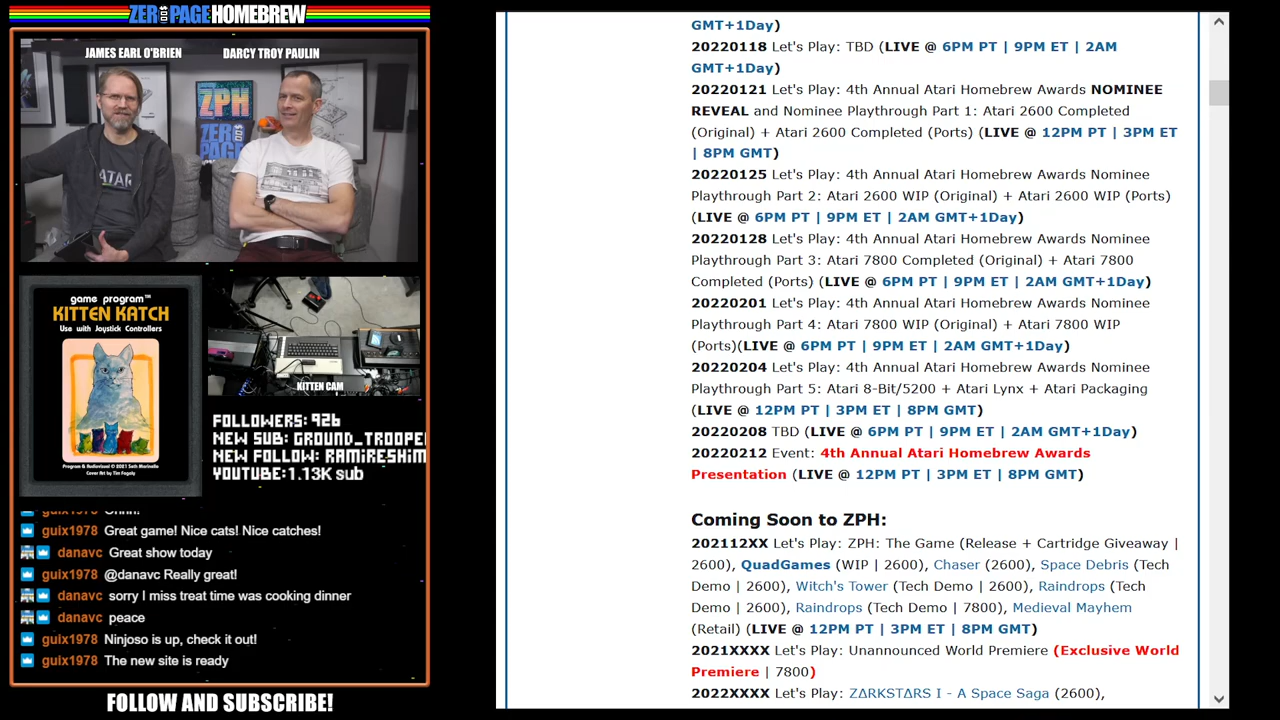 ZER PAGE HOMEBREW
JAMES EARL O'BRIEN
DARCY TROY PAULIN
ZPH
game program™
KITTEN KATCH
Use with Joystick Controllers
Program & Audiovisual © 2021 Seth Marinello
Cover Art by Tim Fogaty
KITTEN CAM
FOLLOWERS: 926
NEW SUB: GROUND_TROOPE
NEW FOLLOW: RAMIRESHIM
YOUTUBE: 1.13K sub
guix1978 Great game! Nice cats! Nice catches!
danavc Great show today
guix1978 @danavc Really great!
danavc sorry I miss treat time was cooking dinner
danavc peace
guix1978 Ninjoso is up, check it out!
guix1978 The new site is ready
FOLLOW AND SUBSCRIBE!
GMT+1Day)
20220118 Let's Play: TBD (LIVE @ 6PM PT | 9PM ET | 2AM
GMT+1Day)
20220121 Let's Play: 4th Annual Atari Homebrew Awards NOMINEE
REVEAL and Nominee Playthrough Part 1: Atari 2600 Completed
(Original) + Atari 2600 Completed (Ports) (LIVE @ 12PM PT | 3PM ET
| 8PM GMT)
20220125 Let's Play: 4th Annual Atari Homebrew Awards Nominee
Playthrough Part 2: Atari 2600 WIP (Original) + Atari 2600 WIP (Ports)
(LIVE @ 6PM PT | 9PM ET | 2AM GMT+1Day)
20220128 Let's Play: 4th Annual Atari Homebrew Awards Nominee
Playthrough Part 3: Atari 7800 Completed (Original) + Atari 7800
Completed (Ports) (LIVE @ 6PM PT | 9PM ET | 2AM GMT+1Day)
20220201 Let's Play: 4th Annual Atari Homebrew Awards Nominee
Playthrough Part 4: Atari 7800 WIP (Original) + Atari 7800 WIP
(Ports)(LIVE @ 6PM PT | 9PM ET | 2AM GMT+1Day)
20220204 Let's Play: 4th Annual Atari Homebrew Awards Nominee
Playthrough Part 5: Atari 8-Bit/5200 + Atari Lynx + Atari Packaging
(LIVE @ 12PM PT | 3PM ET | 8PM GMT)
20220208 TBD (LIVE @ 6PM PT | 9PM ET | 2AM GMT+1Day)
20220212 Event: 4th Annual Atari Homebrew Awards
Presentation (LIVE @ 12PM PT | 3PM ET | 8PM GMT)
Coming Soon to ZPH:
202112XX Let's Play: ZPH: The Game (Release + Cartridge Giveaway |
2600), QuadGames (WIP | 2600), Chaser (2600), Space Debris (Tech
Demo | 2600), Witch's Tower (Tech Demo | 2600), Raindrops (Tech
Demo | 2600), Raindrops (Tech Demo | 7800), Medieval Mayhem
(Retail) (LIVE @ 12PM PT | 3PM ET | 8PM GMT)
2021XXXX Let's Play: Unannounced World Premiere (Exclusive World
Premiere | 7800)
2022XXXX Let's Play: ZΔRKSTΔRS I - A Space Saga (2600),